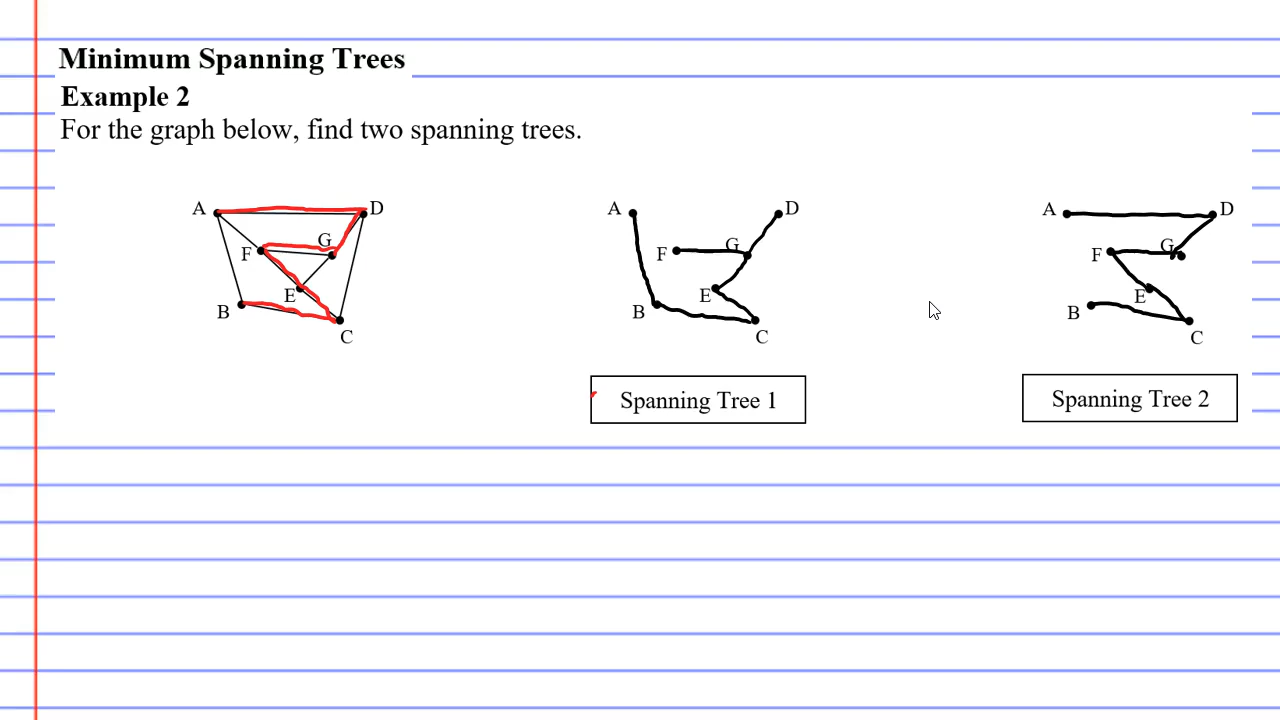 Minimum Spanning Trees
Example 2
For the graph below, find two spanning trees.
A D
F G
E
B
C
A D
F G
E
B
C
A D
F G
E
B
C
Spanning Tree 1
Spanning Tree 2